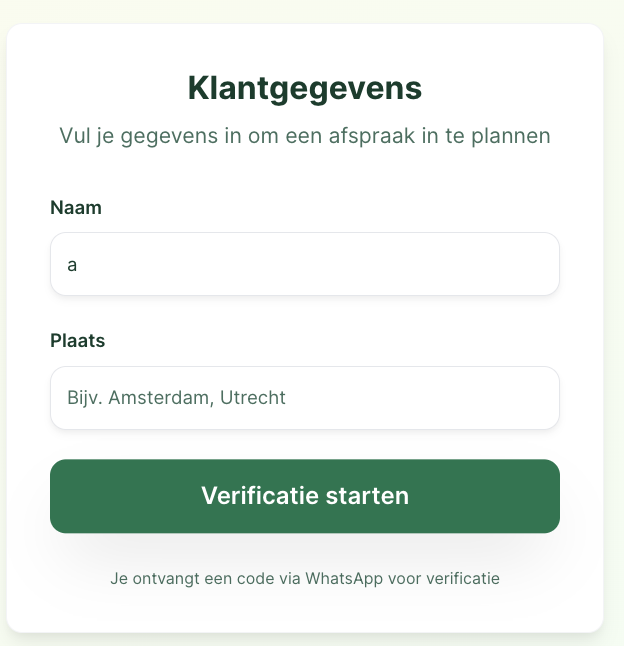 Klantgegevens
Vul je gegevens in om een afspraak in te plannen
Naam
a
Plaats
Bijv. Amsterdam, Utrecht
Verificatie starten
Je ontvangt een code via WhatsApp voor verificatie